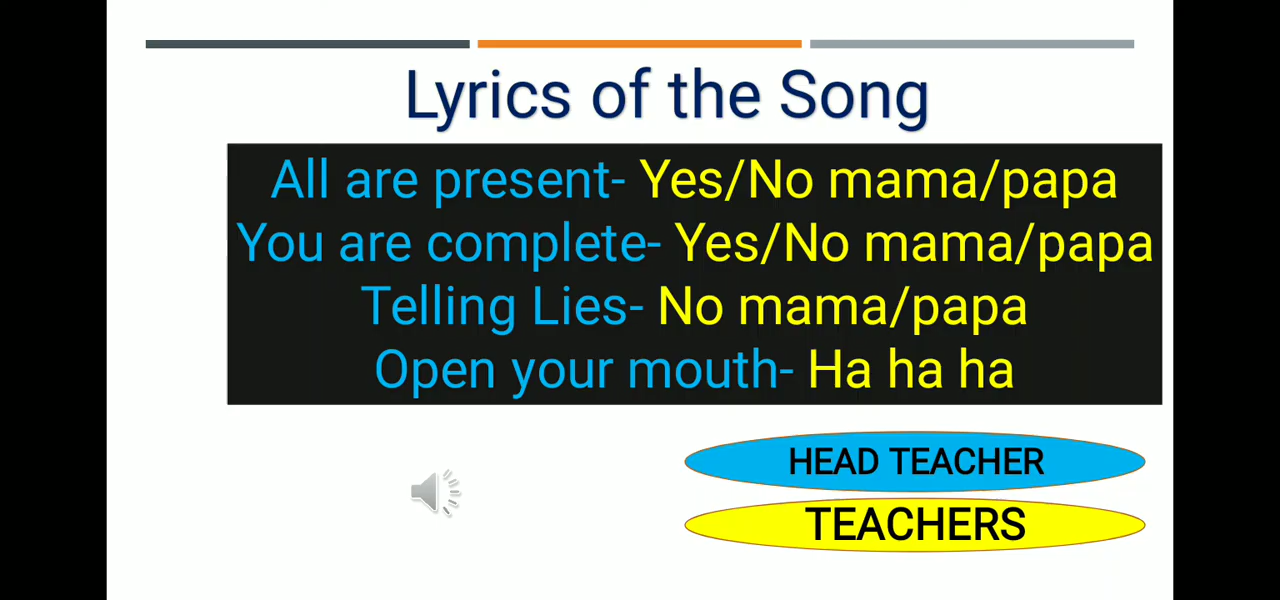 Lyrics of the Song
All are present- Yes/No mama/papa
You are complete- Yes/No mama/papa
Telling Lies- No mama/papa
Open your mouth- Ha ha ha
HEAD TEACHER
TEACHERS